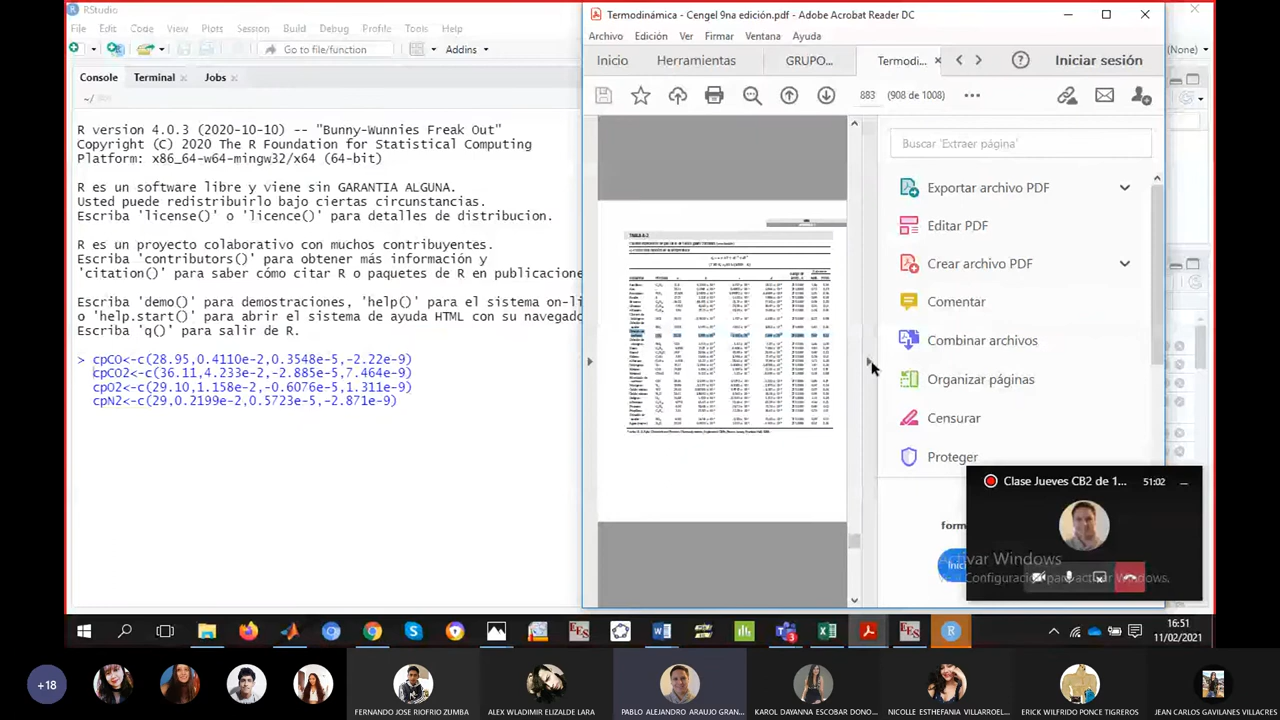 RStudio
File Edit Code View Plots Session Build Debug Profile Tools Help
Go to file/function
Addins
(None)
Console Terminal Jobs
~/
R version 4.0.3 (2020-10-10) -- "Bunny-Wunnies Freak Out"
Copyright (C) 2020 The R Foundation for Statistical Computing
Platform: x86_64-w64-mingw32/x64 (64-bit)
R es un software libre y viene sin GARANTIA ALGUNA.
Usted puede redistribuirlo bajo ciertas circunstancias.
Escriba 'license()' o 'licence()' para detalles de distribucion.
R es un proyecto colaborativo con muchos contribuyentes.
Escriba 'contributors()' para obtener más información y
'citation()' para saber cómo citar R o paquetes de R en publicacione
Escriba 'demo()' para demostraciones, 'help()' para el sistema on-li
o 'help.start()' para abrir el sistema de ayuda HTML con su navegado
Escriba 'q()' para salir de R.
> cpCO<-c(28.95,0.4110e-2,0.3548e-5,-2.22e-9)
cpCO2<-c(36.11,4.233e-2,-2.885e-5,7.464e-9)
cpO2<-c(29.10,1.158e-2,-0.6076e-5,1.311e-9)
cpN2<-c(29,0.2199e-2,0.5723e-5,-2.871e-9)
Termodinámica - Cengel 9na edición.pdf - Adobe Acrobat Reader DC
Archivo Edición Ver Firmar Ventana Ayuda
Inicio Herramientas GRUPO... Termodi... Iniciar sesión
883 (908 de 1008)
Buscar 'Extraer página'
Exportar archivo PDF
Editar PDF
Crear archivo PDF
Comentar
Combinar archivos
Organizar páginas
Censurar
Proteger
TABLA A-2
form
Inici
Clase Jueves CB2 de 1... 51:02
Activar Windows
Configuración para activar Windows.
16:51
11/02/2021
+18
FERNANDO JOSE RIOFRIO ZUMBA
ALEX WLADIMIR ELIZALDE LARA
PABLO ALEJANDRO ARAUJO GRAN...
KAROL DAYANNA ESCOBAR DONO...
NICOLLE ESTHEFANIA VILLARROEL...
ERICK WILFRIDO PONCE TIGREROS
JEAN CARLOS GAVILANES VILLACRES